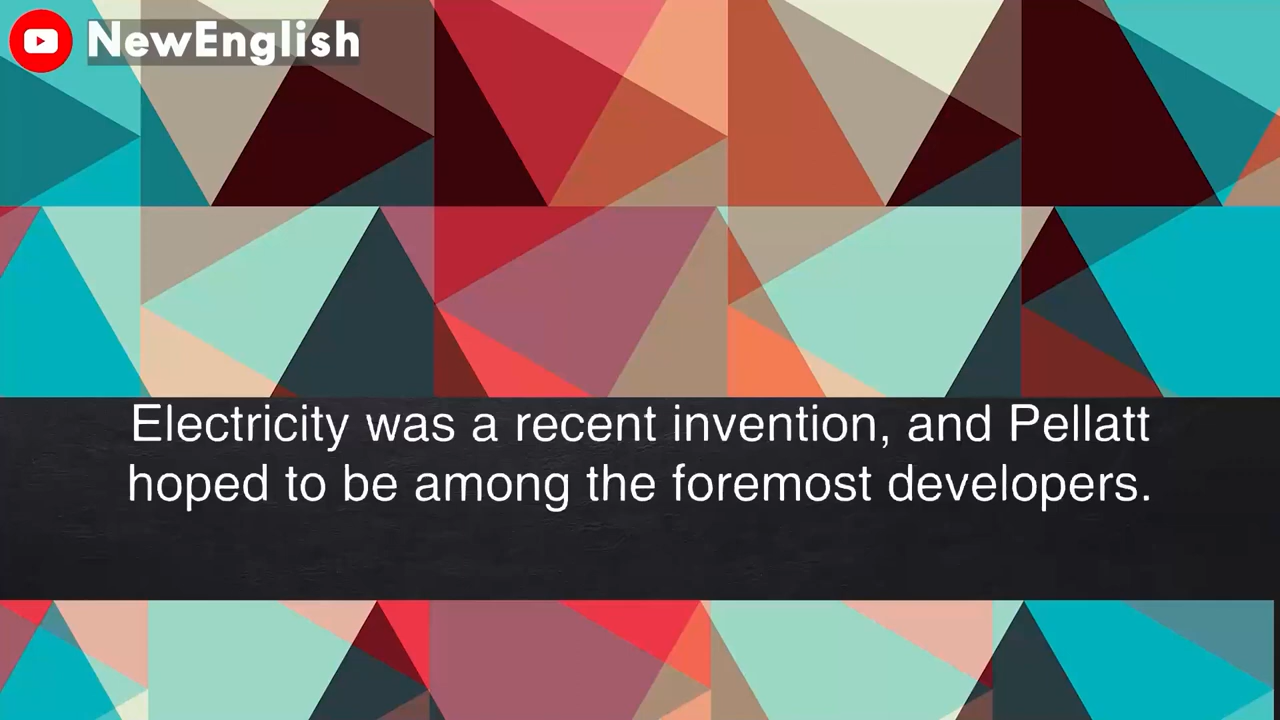 NewEnglish
Electricity was a recent invention, and Pellatt
hoped to be among the foremost developers.